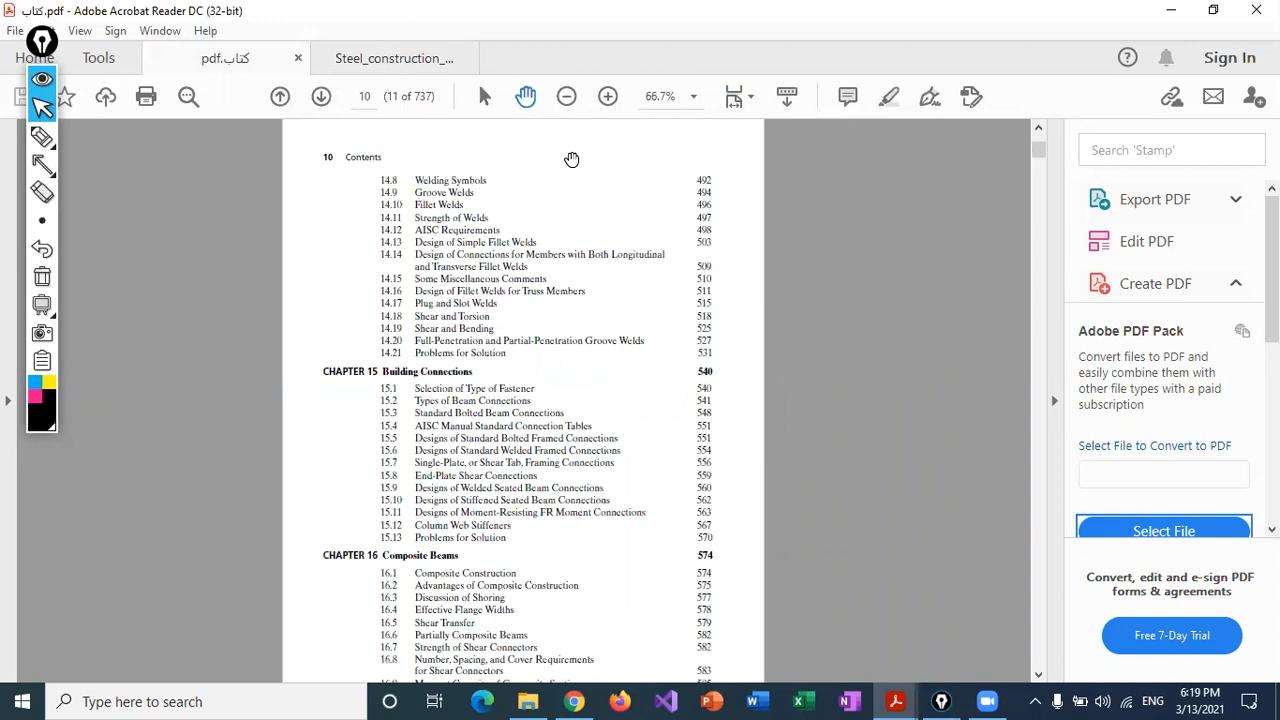 كتاب.pdf - Adobe Acrobat Reader DC (32-bit)
File View Sign Window Help
Home Tools كتاب.pdf Steel_construction_... Sign In
10 (11 of 737) 66.7%
10 Contents
14.8 Welding Symbols 492
14.9 Groove Welds 494
14.10 Fillet Welds 496
14.11 Strength of Welds 497
14.12 AISC Requirements 498
14.13 Design of Simple Fillet Welds 503
14.14 Design of Connections for Members with Both Longitudinal
and Transverse Fillet Welds 509
14.15 Some Miscellaneous Comments 510
14.16 Design of Fillet Welds for Truss Members 511
14.17 Plug and Slot Welds 515
14.18 Shear and Torsion 518
14.19 Shear and Bending 525
14.20 Full-Penetration and Partial-Penetration Groove Welds 527
14.21 Problems for Solution 531
CHAPTER 15 Building Connections 540
15.1 Selection of Type of Fastener 540
15.2 Types of Beam Connections 541
15.3 Standard Bolted Beam Connections 548
15.4 AISC Manual Standard Connection Tables 551
15.5 Designs of Standard Bolted Framed Connections 551
15.6 Designs of Standard Welded Framed Connections 554
15.7 Single-Plate, or Shear Tab, Framing Connections 556
15.8 End-Plate Shear Connections 559
15.9 Designs of Welded Seated Beam Connections 560
15.10 Designs of Stiffened Seated Beam Connections 562
15.11 Designs of Moment-Resisting FR Moment Connections 563
15.12 Column Web Stiffeners 567
15.13 Problems for Solution 570
CHAPTER 16 Composite Beams 574
16.1 Composite Construction 574
16.2 Advantages of Composite Construction 575
16.3 Discussion of Shoring 577
16.4 Effective Flange Widths 578
16.5 Shear Transfer 579
16.6 Partially Composite Beams 582
16.7 Strength of Shear Connectors 582
16.8 Number, Spacing, and Cover Requirements
for Shear Connectors 583
Search 'Stamp'
Export PDF
Edit PDF
Create PDF
Adobe PDF Pack
Convert files to PDF and
easily combine them with
other file types with a paid
subscription
Select File to Convert to PDF
Select File
Convert, edit and e-sign PDF
forms & agreements
Free 7-Day Trial
Type here to search
ENG
6:19 PM
3/13/2021